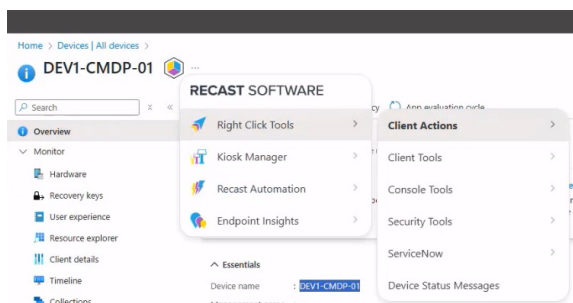 Home > Devices | All devices >
DEV1-CMDP-01
...
RECAST SOFTWARE
Search
App evaluation cycle
Right Click Tools
Client Actions
Overview
Monitor
Kiosk Manager
Client Tools
Hardware
Recast Automation
Console Tools
Recovery keys
User experience
Endpoint Insights
Security Tools
Resource explorer
ServiceNow
Client details
Essentials
Timeline
Device name : DEV1-CMDP-01
Device Status Messages
Collections